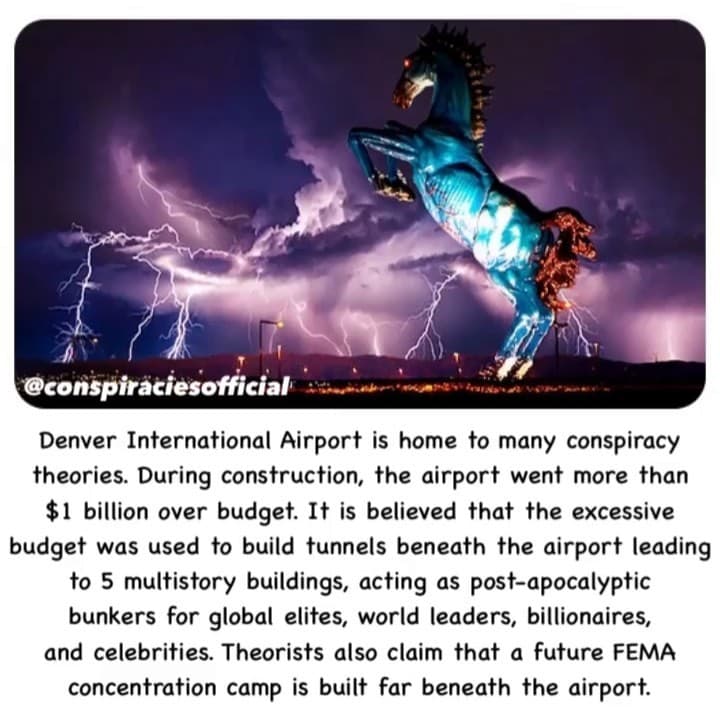 @conspiraciesofficial
Denver International Airport is home to many conspiracy
theories. During construction, the airport went more than
$1 billion over budget. It is believed that the excessive
budget was used to build tunnels beneath the airport leading
to 5 multistory buildings, acting as post-apocalyptic
bunkers for global elites, world leaders, billionaires,
and celebrities. Theorists also claim that a future FEMA
concentration camp is built far beneath the airport.